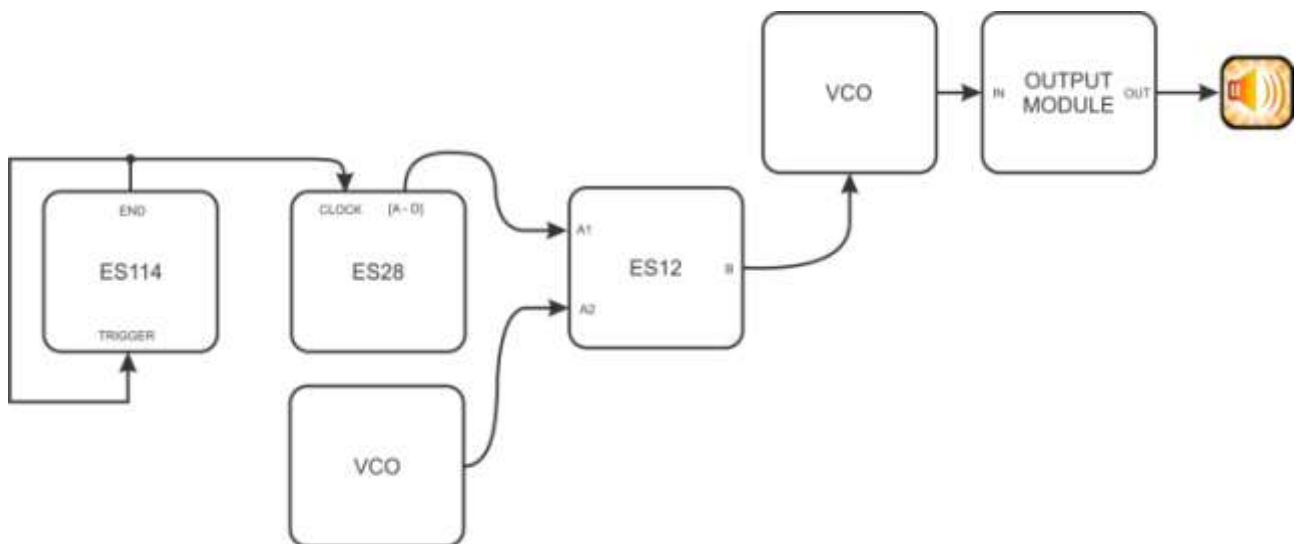 VCO
IN
OUTPUT
MODULE
OUT
END
ES114
TRIGGER
CLOCK
[A - D]
ES28
A1
ES12
B
A2
VCO